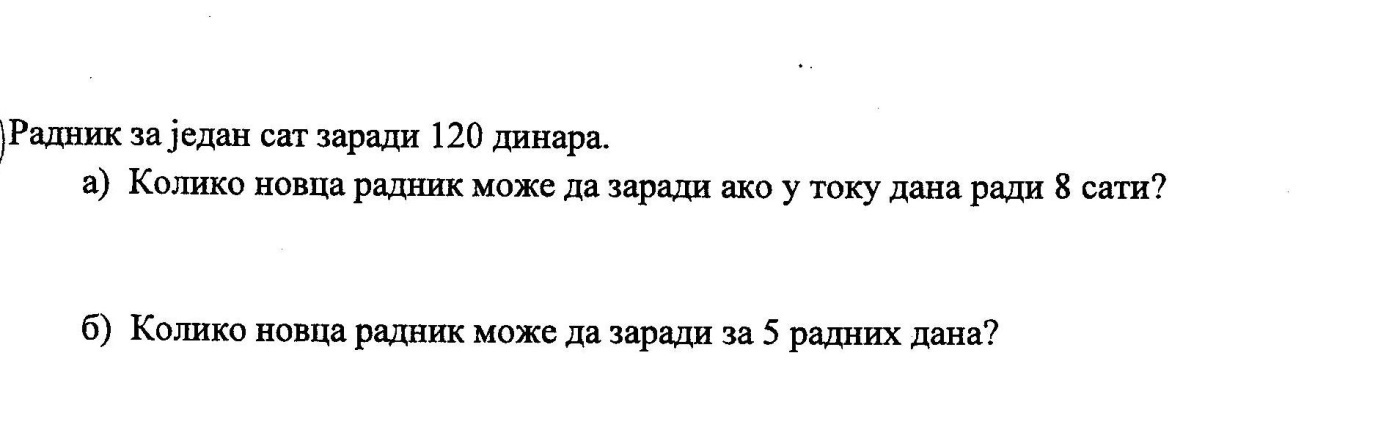 Радник за један сат заради 120 динара.
а) Колико новца радник може да заради ако у току дана ради 8 сати?
б) Колико новца радник може да заради за 5 радних дана?